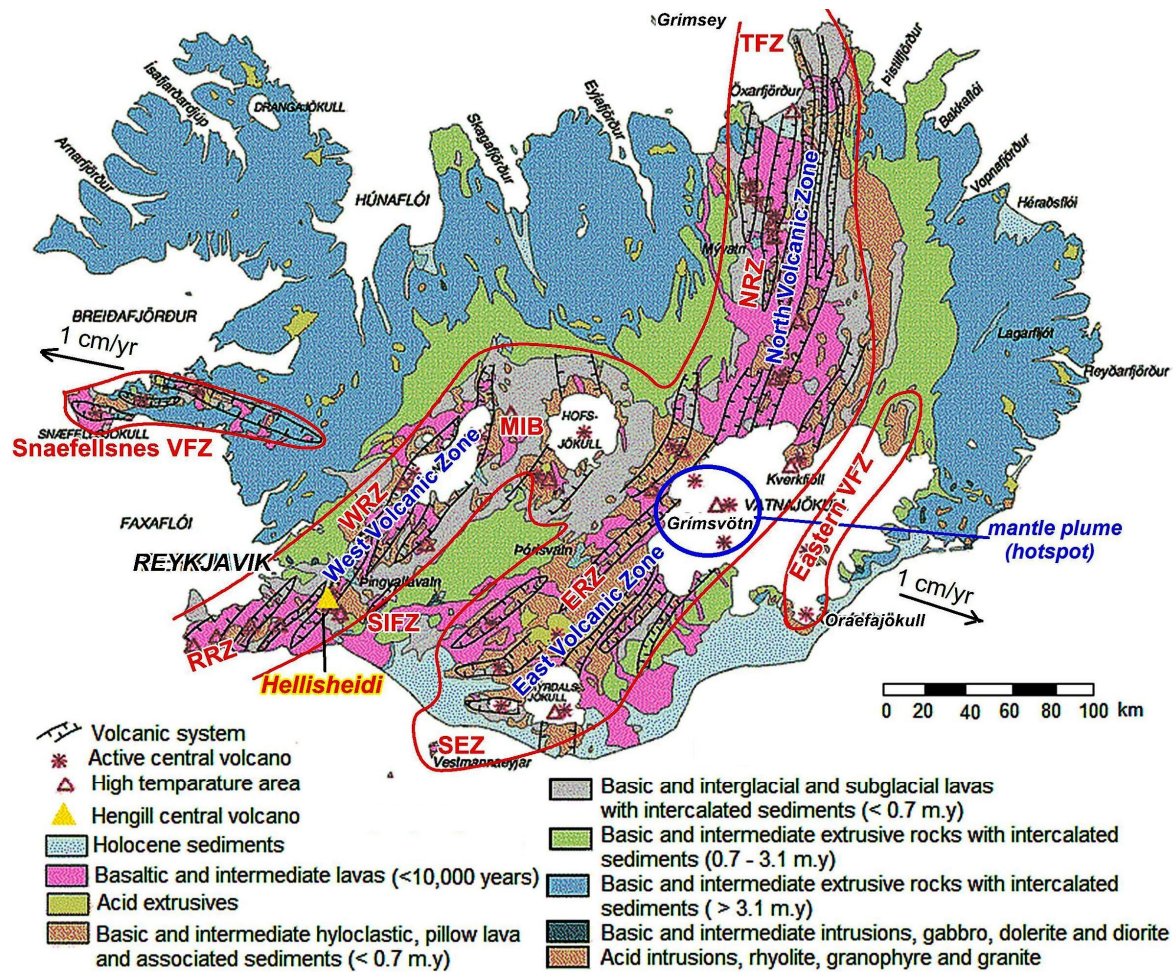 Grimsey
TFZ
Ísafjarðardjúp
DRANGAJÖKULL
Arnarfjörður
HÚNAFLÓI
Skagafjörður
Eyjafjörður
Öxarfjörður
Þistilfjörður
Bakkaflói
Vopnafjörður
Héraðsflói
Mývatn
NRZ
North Volcanic Zone
BREIÐAFJÖRÐUR
1 cm/yr
Lagarfljót
Reyðarfjörður
Snaefellsnes VFZ
MIB
HOFS-
JÖKULL
WRZ
West Volcanic Zone
Kverkfjöll
VATNAJÖKULL
Grímsvötn
Eastern VFZ
mantle plume
(hotspot)
FAXAFLÓI
REYKJAVIK
Þingvallavatn
Þórisvatn
ERZ
East Volcanic Zone
1 cm/yr
SIFZ
RRZ
Oráefajökull
Hellisheidi
SEZ
Vestmannaeyjar
0 20 40 60 80 100 km
Volcanic system
Active central volcano
High temparature area
Hengill central volcano
Holocene sediments
Basaltic and intermediate lavas (<10,000 years)
Acid extrusives
Basic and intermediate hyloclastic, pillow lava
and associated sediments (< 0.7 m.y)
Basic and interglacial and subglacial lavas
with intercalated sediments (< 0.7 m.y)
Basic and intermediate extrusive rocks with intercalated
sediments (0.7 - 3.1 m.y)
Basic and intermediate extrusive rocks with intercalated
sediments ( > 3.1 m.y)
Basic and intermediate intrusions, gabbro, dolerite and diorite
Acid intrusions, rhyolite, granophyre and granite